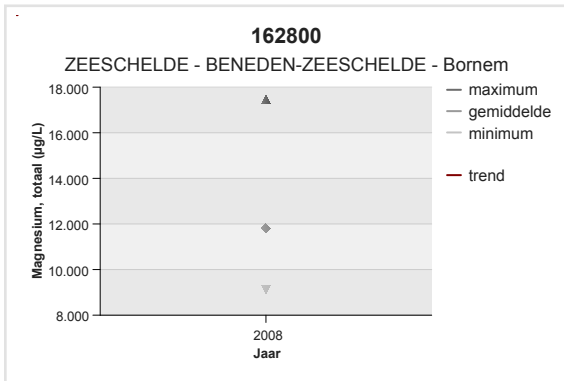 162800
ZEESCHELDE - BENEDEN-ZEESCHELDE - Bornem
Magnesium, totaal (µg/L)
18.000
16.000
14.000
12.000
10.000
8.000
2008
Jaar
maximum
gemiddelde
minimum
trend